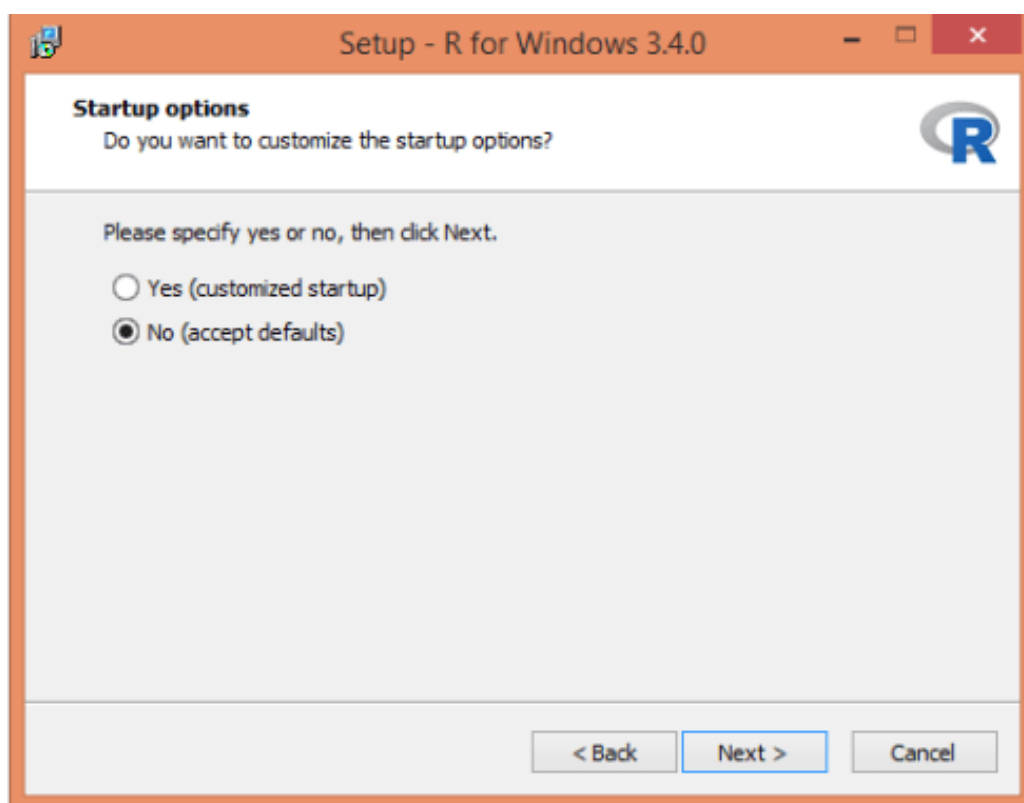 Setup - R for Windows 3.4.0
Startup options
Do you want to customize the startup options?
R
Please specify yes or no, then click Next.
Yes (customized startup)
No (accept defaults)
< Back Next > Cancel